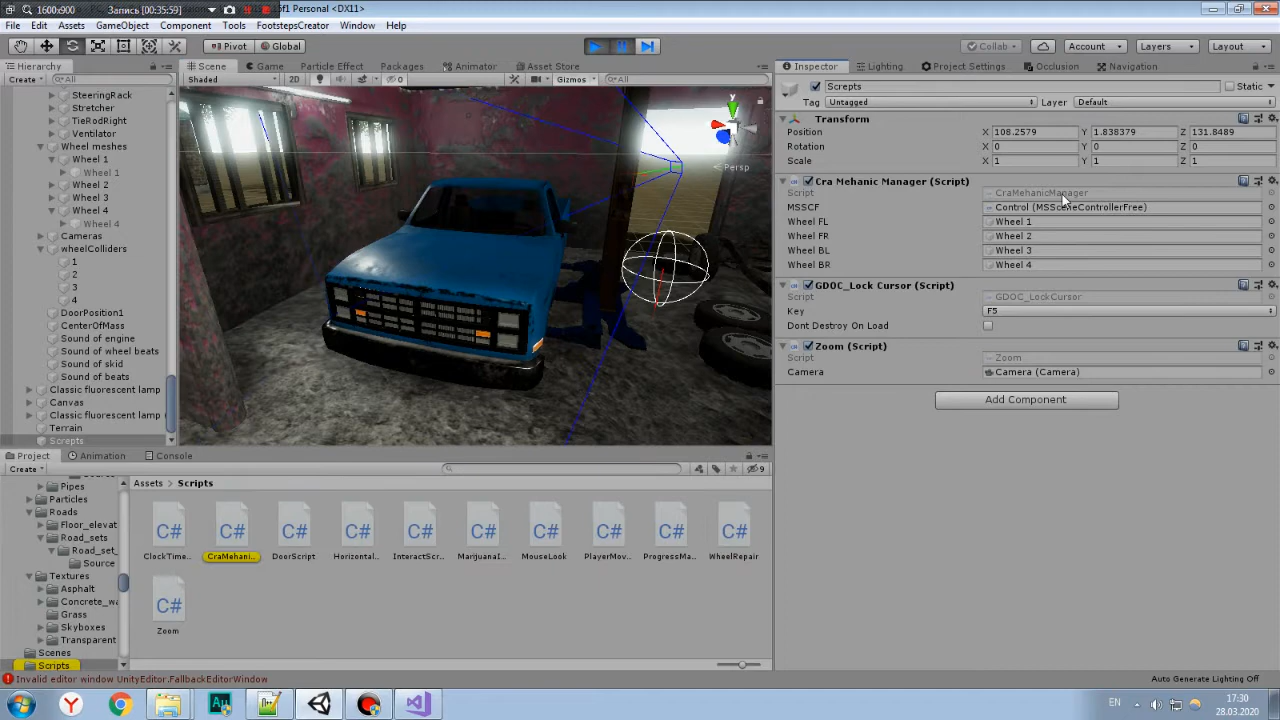 1600x900 Запись [00:35:59] 5f1 Personal <DX11>
File Edit Assets GameObject Component Tools FootstepsCreator Window Help
Pivot Global Collab Account Layers Layout
Hierarchy Scene Game Particle Effect Packages Animator Asset Store Inspector Lighting Project Settings Occlusion Navigation
Create All Shaded 2D 0 Gizmos All Screpts Static
Tag Untagged Layer Default
SteeringRack
Stretcher
TieRodRight
Ventilator
Wheel meshes
Wheel 1
Wheel 1
Wheel 2
Wheel 3
Wheel 4
Wheel 4
Cameras
wheelColliders
1
2
3
4
DoorPosition1
CenterOfMass
Sound of engine
Sound of wheel beats
Sound of skid
Sound of beats
Classic fluorescent lamp
Canvas
Classic fluorescent lamp
Terrain
Screpts
y
Persp
Transform
Position X 108.2579 Y 1.838379 Z 131.8489
Rotation X 0 Y 0 Z 0
Scale X 1 Y 1 Z 1
Cra Mehanic Manager (Script)
Script CraMehanicManager
MSSCF Control (MSSceneControllerFree)
Wheel FL Wheel 1
Wheel FR Wheel 2
Wheel BL Wheel 3
Wheel BR Wheel 4
GDOC_Lock Cursor (Script)
Script GDOC_LockCursor
Key F5
Dont Destroy On Load
Zoom (Script)
Script Zoom
Camera Camera (Camera)
Add Component
Project Animation Console
Create 9
Source
Pipes
Particles
Roads
Floor_elevat
Road_sets
Road_set_
Source
Textures
Asphalt
Concrete_wa
Grass
Skyboxes
Transparent
Scenes
Scripts
Assets Scripts
C# C# C# C# C# C# C# C# C# C#
ClockTime... CraMehani... DoorScript Horizontal... InteractScr... MarijuanaI... MouseLook PlayerMov... ProgressMa... WheelRepair
C#
Zoom
Invalid editor window UnityEditor.FallbackEditorWindow
Auto Generate Lighting Off
Y Au EN 17:30
28.03.2020